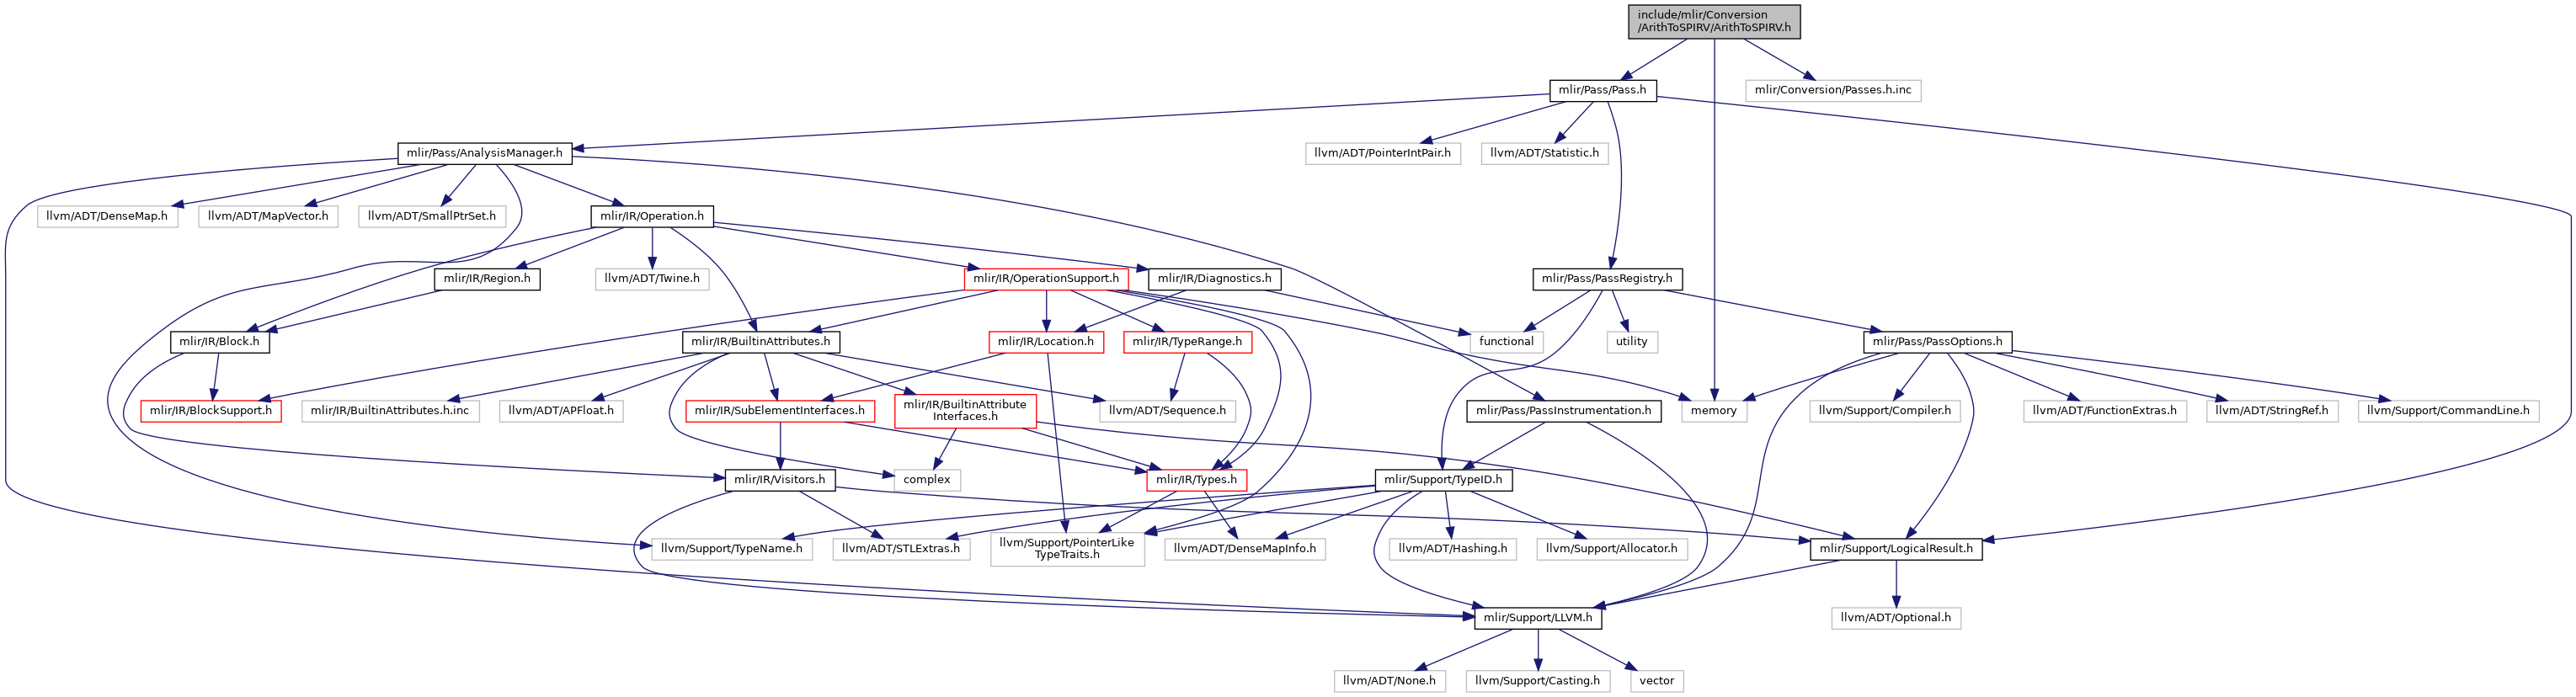 include/mlir/Conversion
/ArithToSPIRV/ArithToSPIRV.h
mlir/Pass/Pass.h
mlir/Conversion/Passes.h.inc
mlir/Pass/AnalysisManager.h
llvm/ADT/PointerIntPair.h
llvm/ADT/Statistic.h
llvm/ADT/DenseMap.h
llvm/ADT/MapVector.h
llvm/ADT/SmallPtrSet.h
mlir/IR/Operation.h
mlir/IR/Region.h
llvm/ADT/Twine.h
mlir/IR/OperationSupport.h
mlir/IR/Diagnostics.h
mlir/Pass/PassRegistry.h
mlir/IR/Block.h
mlir/IR/BuiltinAttributes.h
mlir/IR/Location.h
mlir/IR/TypeRange.h
functional
utility
mlir/Pass/PassOptions.h
mlir/IR/BlockSupport.h
mlir/IR/BuiltinAttributes.h.inc
llvm/ADT/APFloat.h
mlir/IR/SubElementInterfaces.h
mlir/IR/BuiltinAttribute
Interfaces.h
llvm/ADT/Sequence.h
mlir/Pass/PassInstrumentation.h
memory
llvm/Support/Compiler.h
llvm/ADT/FunctionExtras.h
llvm/ADT/StringRef.h
llvm/Support/CommandLine.h
mlir/IR/Visitors.h
complex
mlir/IR/Types.h
mlir/Support/TypeID.h
llvm/Support/TypeName.h
llvm/ADT/STLExtras.h
llvm/Support/PointerLike
TypeTraits.h
llvm/ADT/DenseMapInfo.h
llvm/ADT/Hashing.h
llvm/Support/Allocator.h
mlir/Support/LogicalResult.h
mlir/Support/LLVM.h
llvm/ADT/Optional.h
llvm/ADT/None.h
llvm/Support/Casting.h
vector